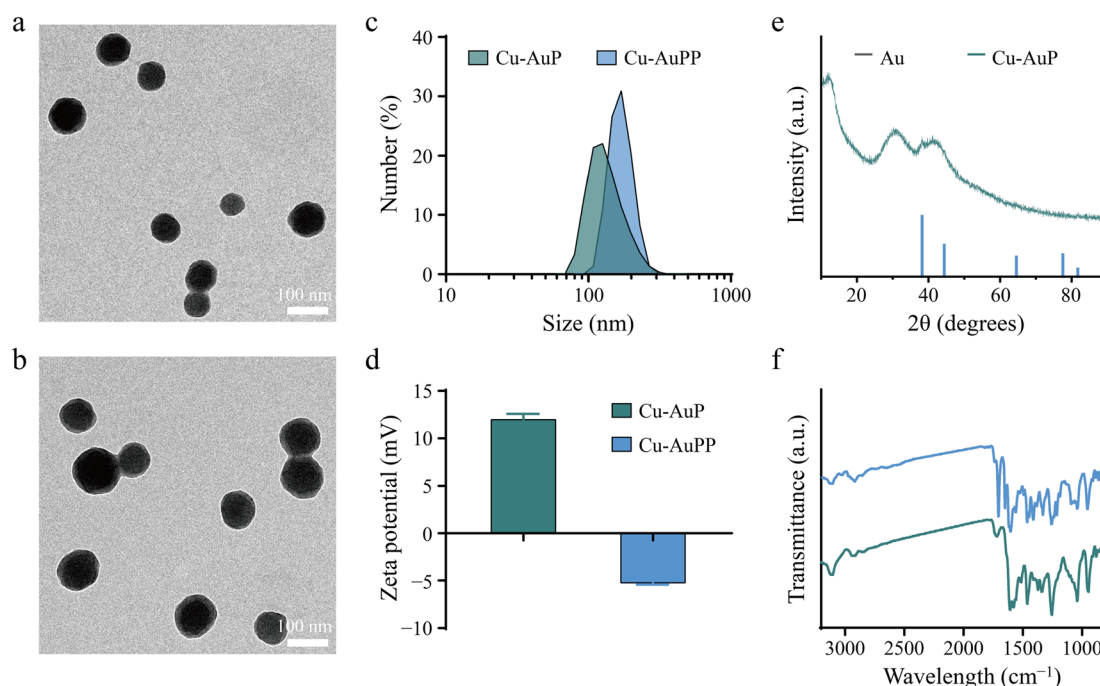 a
100 nm
b
100 nm
c
Number (%)
40
30
20
10
0
Cu-AuP
Cu-AuPP
10
100
1000
Size (nm)
d
Zeta potential (mV)
15
10
5
0
−5
−10
Cu-AuP
Cu-AuPP
e
Intensity (a.u.)
Au
Cu-AuP
20
40
60
80
2θ (degrees)
f
Transmittance (a.u.)
3000
2500
2000
1500
1000
Wavelength (cm⁻¹)